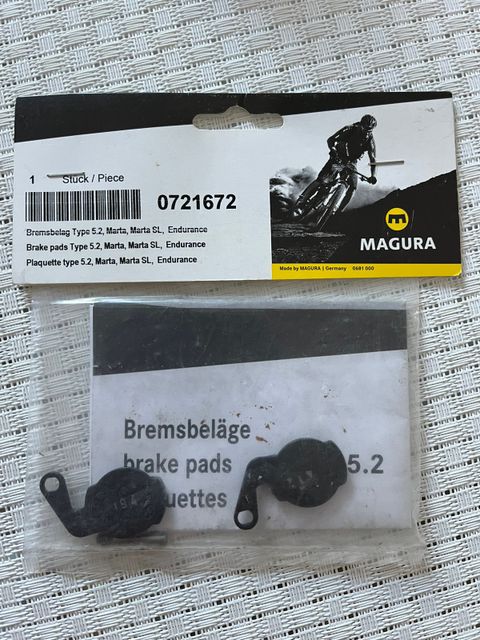 1 Stück / Piece
0721672
Bremsbelag Type 5.2, Marta, Marta SL, Endurance
Brake pads Type 5.2, Marta, Marta SL, Endurance
Plaquette type 5.2, Marta, Marta SL, Endurance
m
MAGURA
Made by MAGURA | Germany 0681 000
Bremsbeläge
brake pads 5.2
uettes